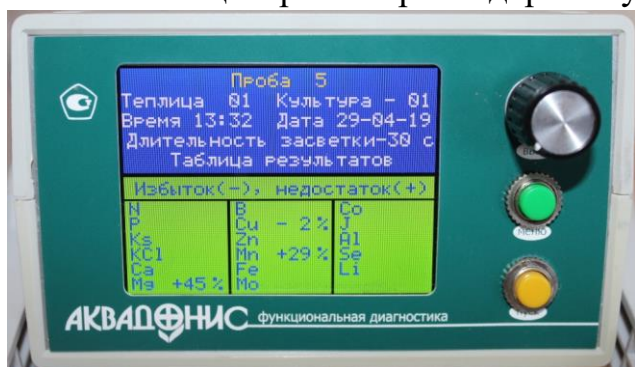 Проба 5
Теплица 01 Культура - 01
Время 13:32 Дата 29-04-19
Длительность засветки-30 с
Таблица результатов
Избыток(-), недостаток(+)
N B Co
P Cu - 2% J
Ks Zn Al
KCl Mn +29% Se
Ca Fe Li
Mg +45% Mo
МЕНЮ
АКВАДОНИС функциональная диагностика